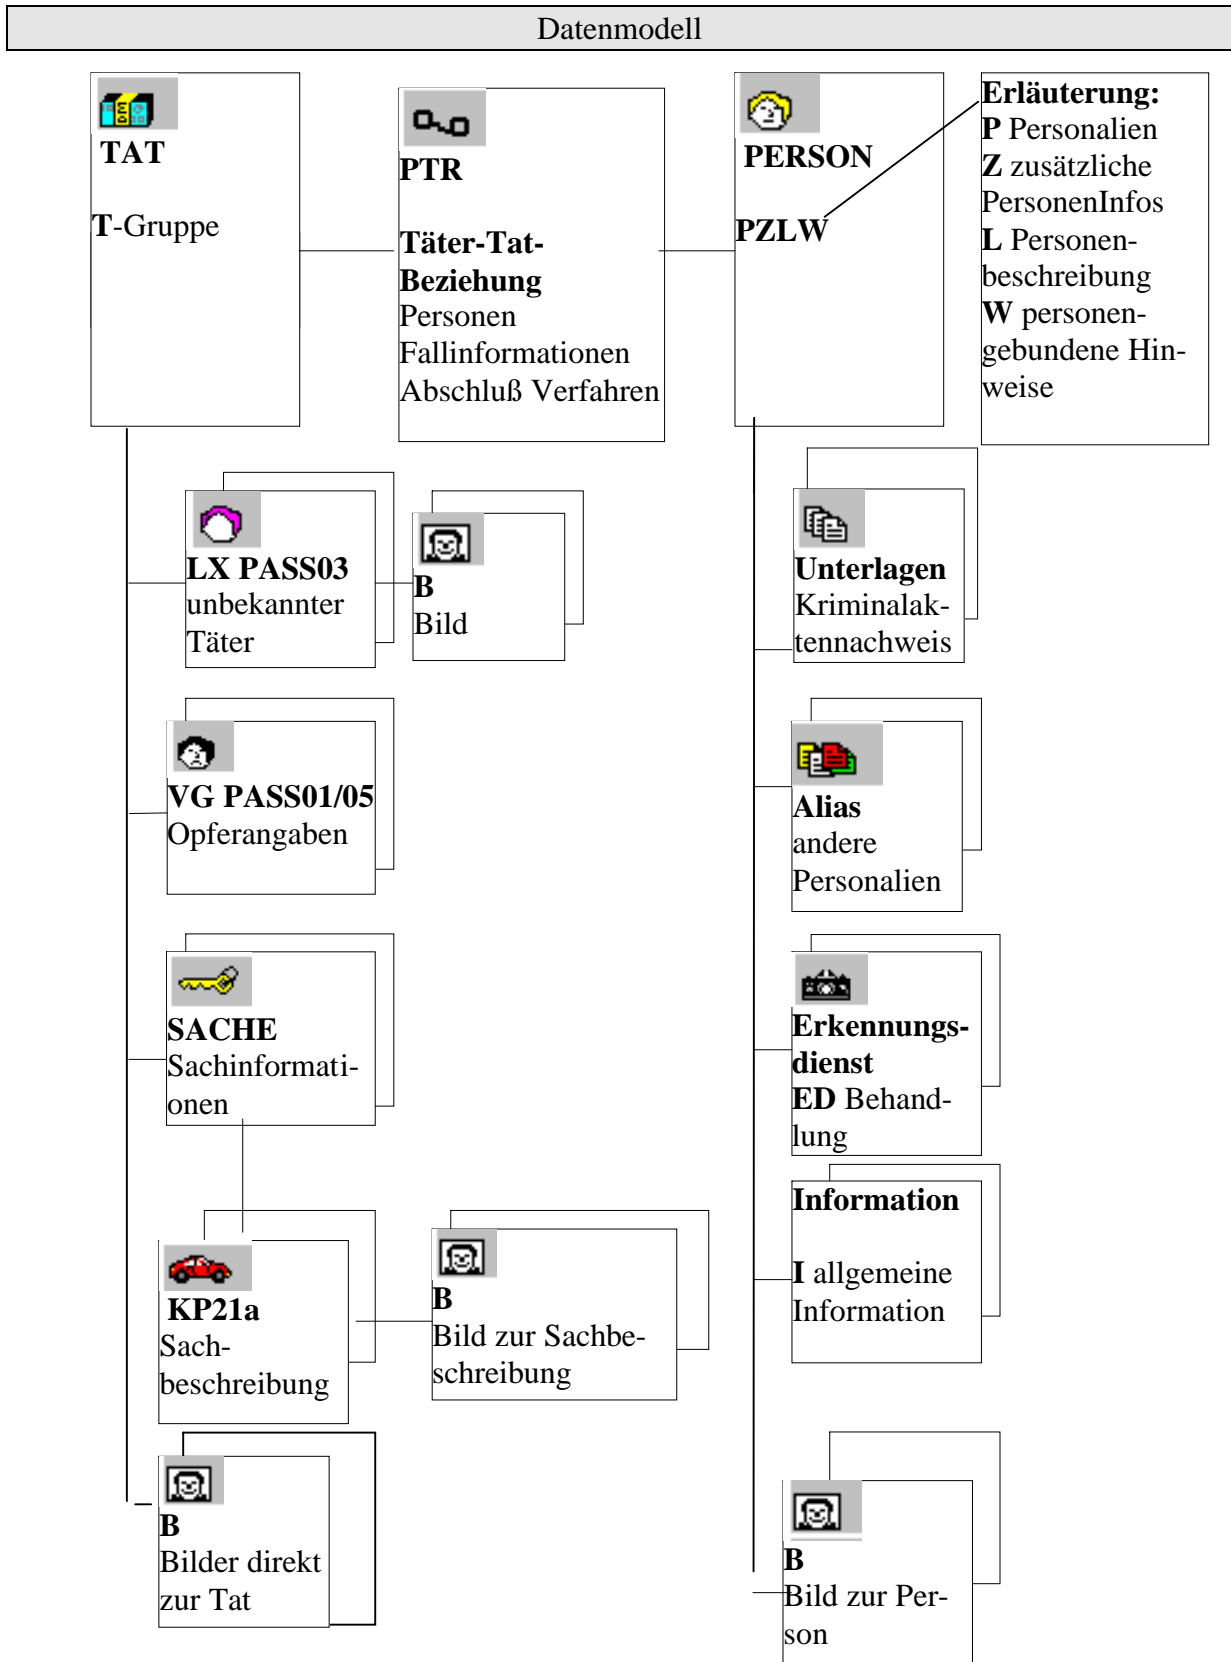 Datenmodell
TAT
T-Gruppe
PTR
Täter-Tat-
Beziehung
Personen
Fallinformationen
Abschluß Verfahren
PERSON
PZLW
Erläuterung:
P Personalien
Z zusätzliche
PersonenInfos
L Personen-
beschreibung
W personen-
gebundene Hin-
weise
LX PASS03
unbekannter
Täter
B
Bild
VG PASS01/05
Opferangaben
SACHE
Sachinformati-
onen
KP21a
Sach-
beschreibung
B
Bild zur Sachbe-
schreibung
B
Bilder direkt
zur Tat
Unterlagen
Kriminalak-
tennachweis
Alias
andere
Personalien
Erkennungs-
dienst
ED Behand-
lung
Information
I allgemeine
Information
B
Bild zur Per-
son